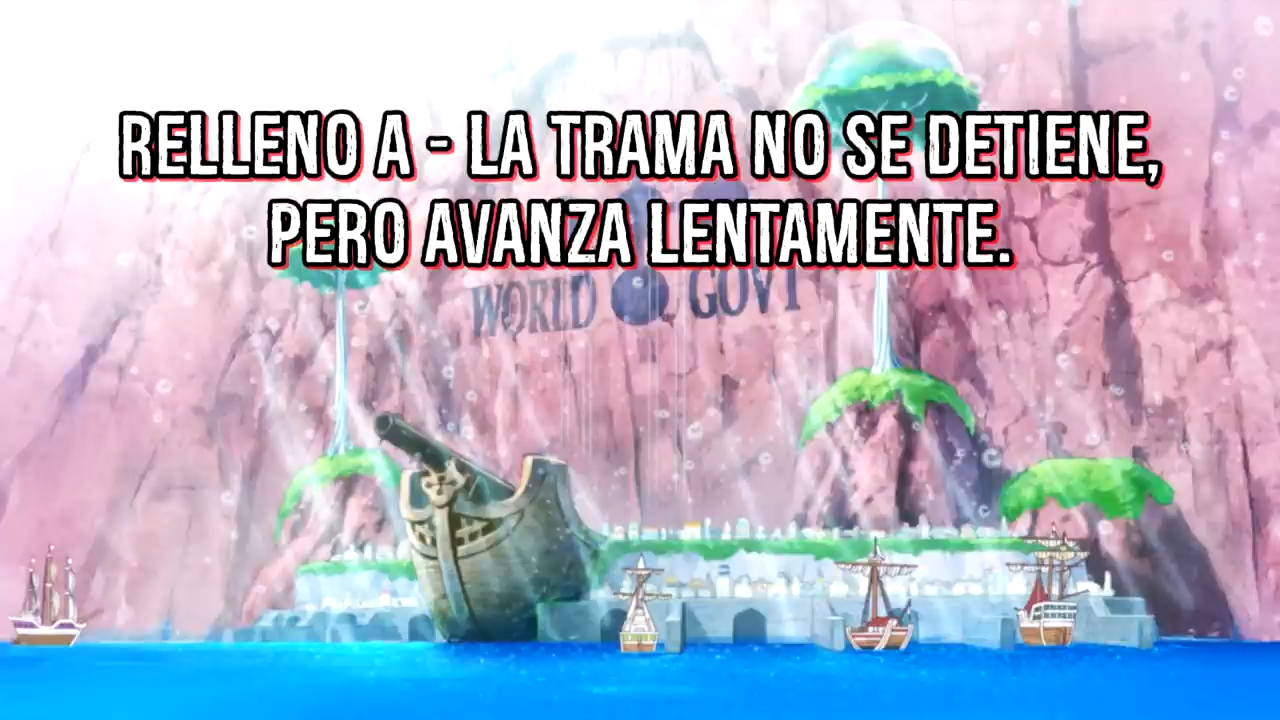 RELLENO A - LA TRAMA NO SE DETIENE,
PERO AVANZA LENTAMENTE.
WORLD GOVT